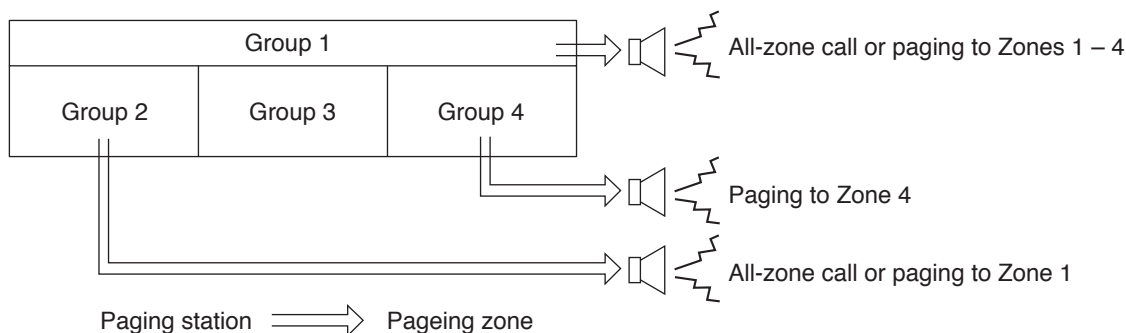 Group 1
All-zone call or paging to Zones 1 – 4
Group 2
Group 3
Group 4
Paging to Zone 4
All-zone call or paging to Zone 1
Paging station
Pageing zone